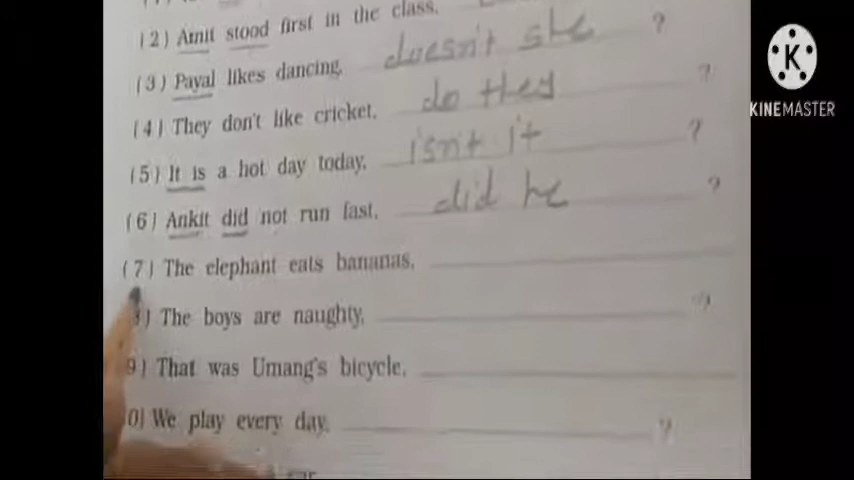 (2) Amit stood first in the class.
(3) Payal likes dancing, doesn't she ?
(4) They don't like cricket, do they ?
(5) It is a hot day today, isn't it ?
(6) Ankit did not run fast, did he ?
(7) The elephant eats bananas,
8) The boys are naughty, ?
9) That was Umang's bicycle,
0) We play every day, ?
KINEMASTER